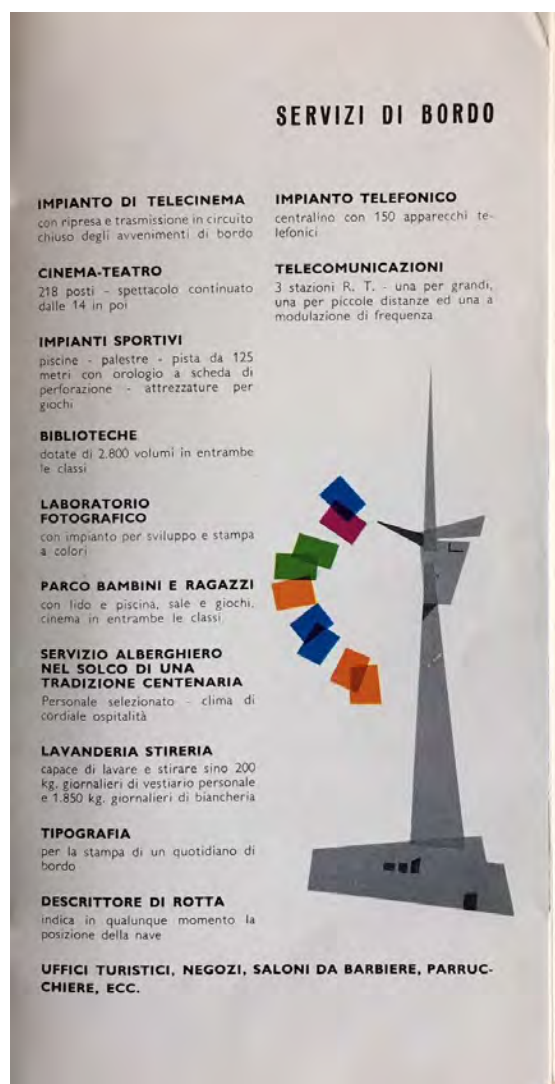 SERVIZI DI BORDO
IMPIANTO DI TELECINEMA
con ripresa e trasmissione in circuito
chiuso degli avvenimenti di bordo
CINEMA-TEATRO
218 posti - spettacolo continuato
dalle 14 in poi
IMPIANTI SPORTIVI
piscine - palestre - pista da 125
metri con orologio a scheda di
perforazione - attrezzature per
giochi
BIBLIOTECHE
dotate di 2.800 volumi in entrambe
le classi
LABORATORIO
FOTOGRAFICO
con impianto per sviluppo e stampa
a colori
PARCO BAMBINI E RAGAZZI
con lido e piscina, sale e giochi,
cinema in entrambe le classi
SERVIZIO ALBERGHIERO
NEL SOLCO DI UNA
TRADIZIONE CENTENARIA
Personale selezionato - clima di
cordiale ospitalità
LAVANDERIA STIRERIA
capace di lavare e stirare sino 200
kg. giornalieri di vestiario personale
e 1.850 kg. giornalieri di biancheria
TIPOGRAFIA
per la stampa di un quotidiano di
bordo
DESCRITTORE DI ROTTA
indica in qualunque momento la
posizione della nave
IMPIANTO TELEFONICO
centralino con 150 apparecchi te-
lefonici
TELECOMUNICAZIONI
3 stazioni R. T. - una per grandi,
una per piccole distanze ed una a
modulazione di frequenza
UFFICI TURISTICI, NEGOZI, SALONI DA BARBIERE, PARRUC-
CHIERE, ECC.